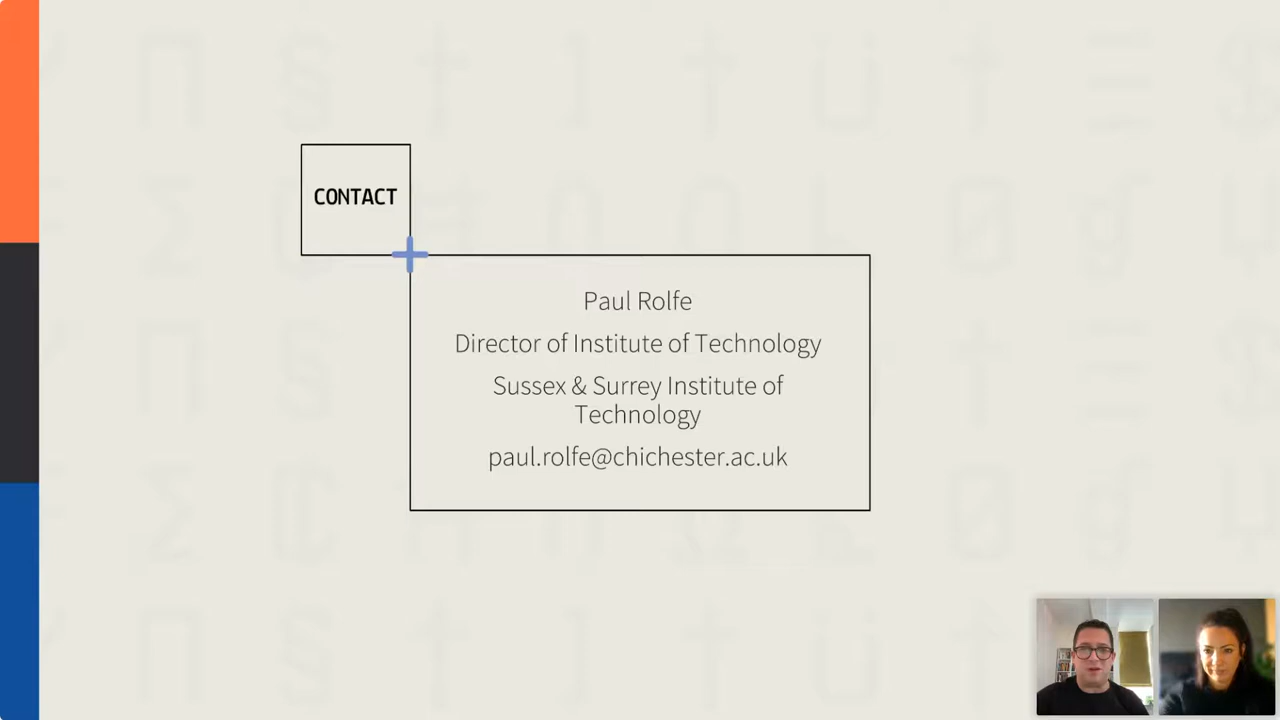 CONTACT
Paul Rolfe
Director of Institute of Technology
Sussex & Surrey Institute of
Technology
paul.rolfe@chichester.ac.uk